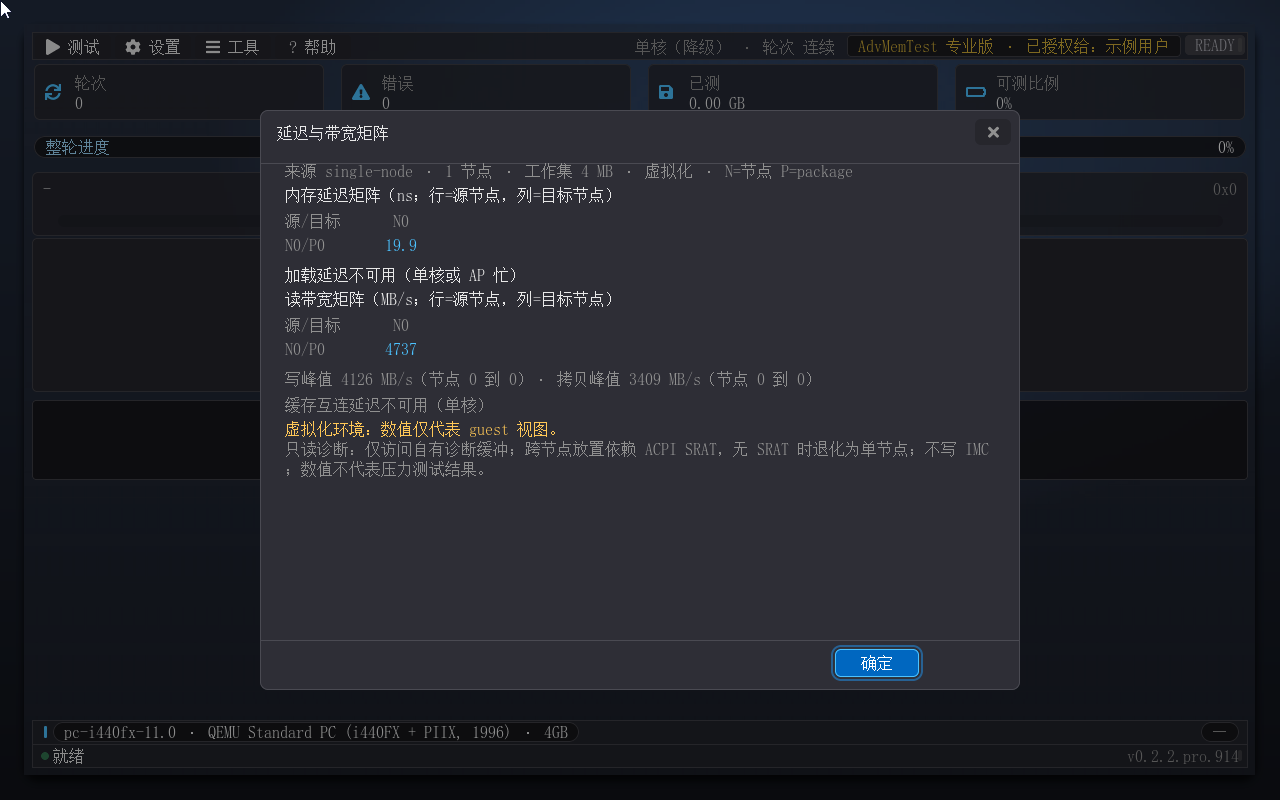 测试 设置 工具 ? 帮助 单核（降级） · 轮次 连续 AdvMemTest 专业版 · 已授权给：示例用户 READY
轮次 错误 已测 可测比例
0 0 0.00 GB 0%
延迟与带宽矩阵
整轮进度 0%
来源 single-node · 1 节点 · 工作集 4 MB · 虚拟化 · N=节点 P=package
— 0x0
内存延迟矩阵（ns；行=源节点，列=目标节点）
源/目标 N0
N0/P0 19.9
加载延迟不可用（单核或 AP 忙）
读带宽矩阵（MB/s；行=源节点，列=目标节点）
源/目标 N0
N0/P0 4737
写峰值 4126 MB/s（节点 0 到 0） · 拷贝峰值 3409 MB/s（节点 0 到 0）
缓存互连延迟不可用（单核）
虚拟化环境：数值仅代表 guest 视图。
只读诊断：仅访问自有诊断缓冲；跨节点放置依赖 ACPI SRAT，无 SRAT 时退化为单节点；不写 IMC
；数值不代表压力测试结果。
确定
pc-i440fx-11.0 · QEMU Standard PC (i440FX + PIIX, 1996) · 4GB —
就绪 v0.2.2.pro.914